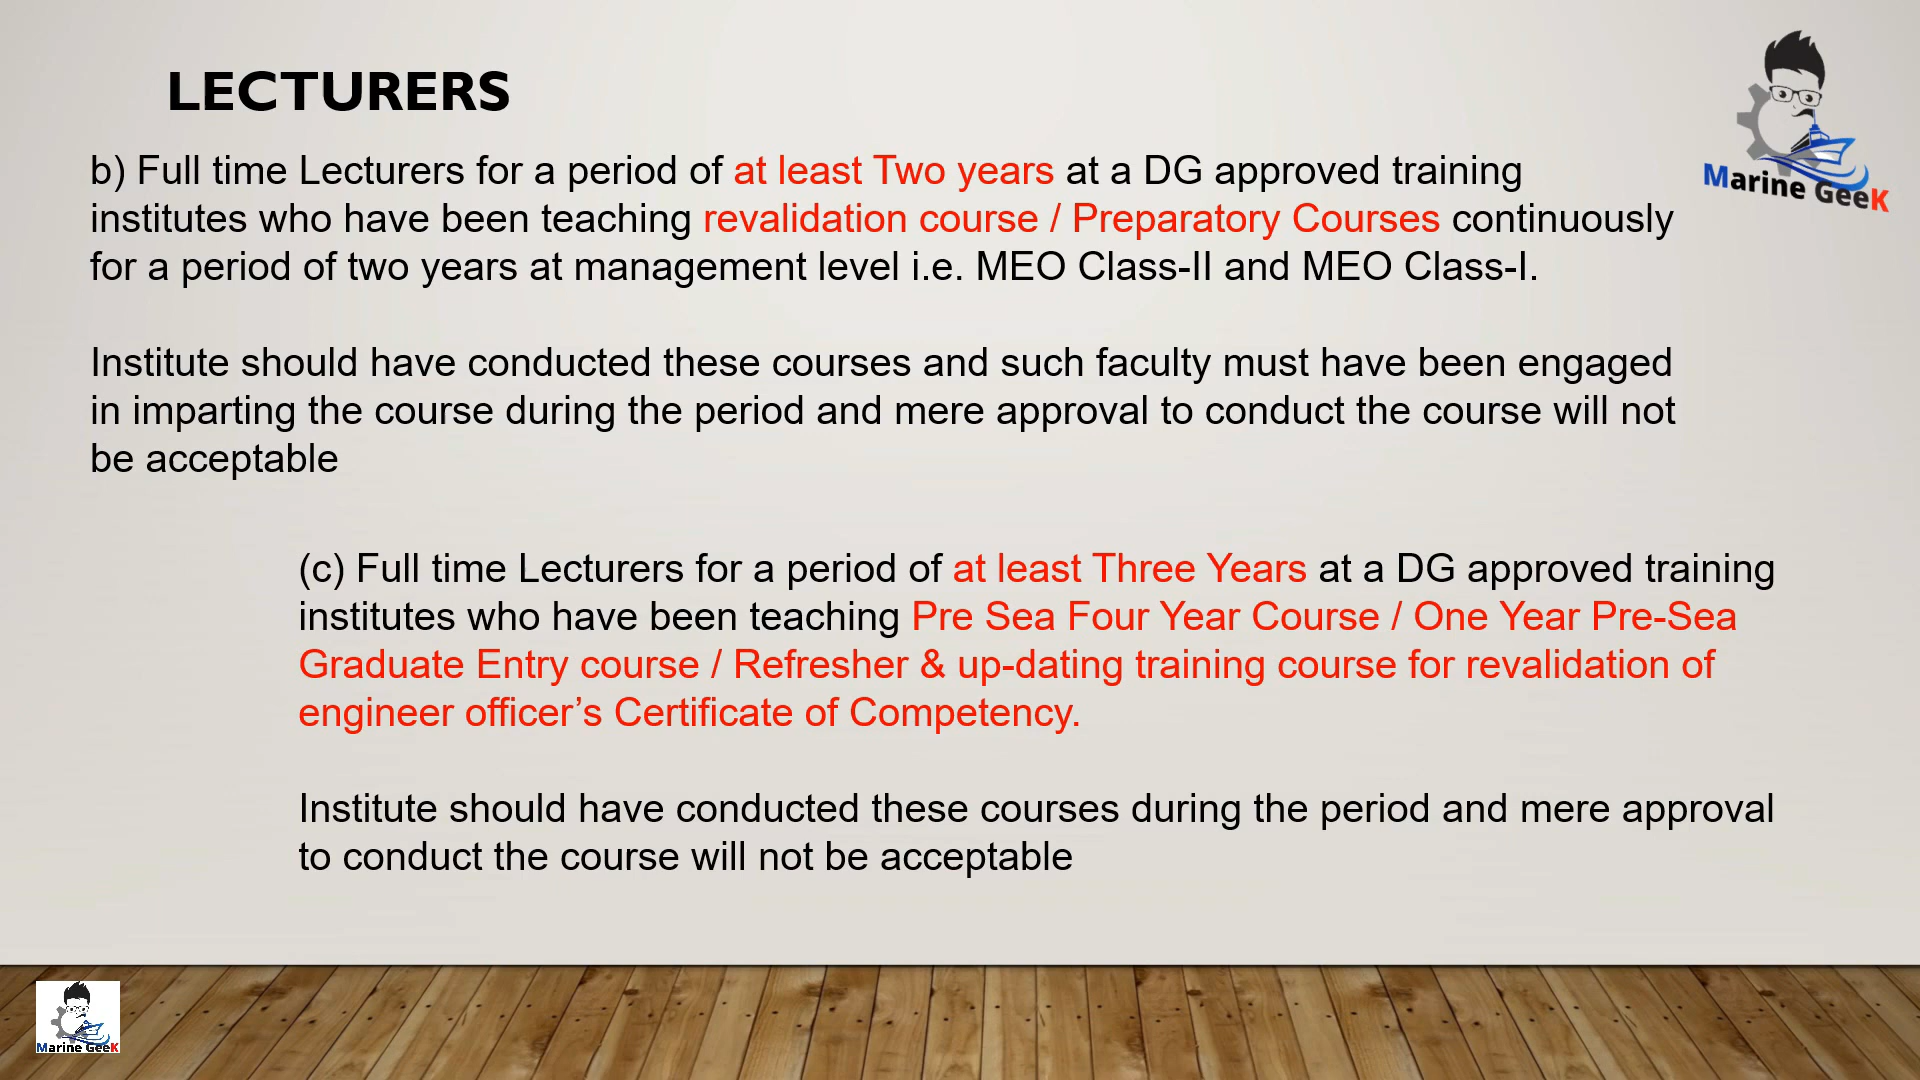 LECTURERS
Marine GeeK
b) Full time Lecturers for a period of at least Two years at a DG approved training
institutes who have been teaching revalidation course / Preparatory Courses continuously
for a period of two years at management level i.e. MEO Class-II and MEO Class-I.
Institute should have conducted these courses and such faculty must have been engaged
in imparting the course during the period and mere approval to conduct the course will not
be acceptable
(c) Full time Lecturers for a period of at least Three Years at a DG approved training
institutes who have been teaching Pre Sea Four Year Course / One Year Pre-Sea
Graduate Entry course / Refresher & up-dating training course for revalidation of
engineer officer’s Certificate of Competency.
Institute should have conducted these courses during the period and mere approval
to conduct the course will not be acceptable
Marine GeeK